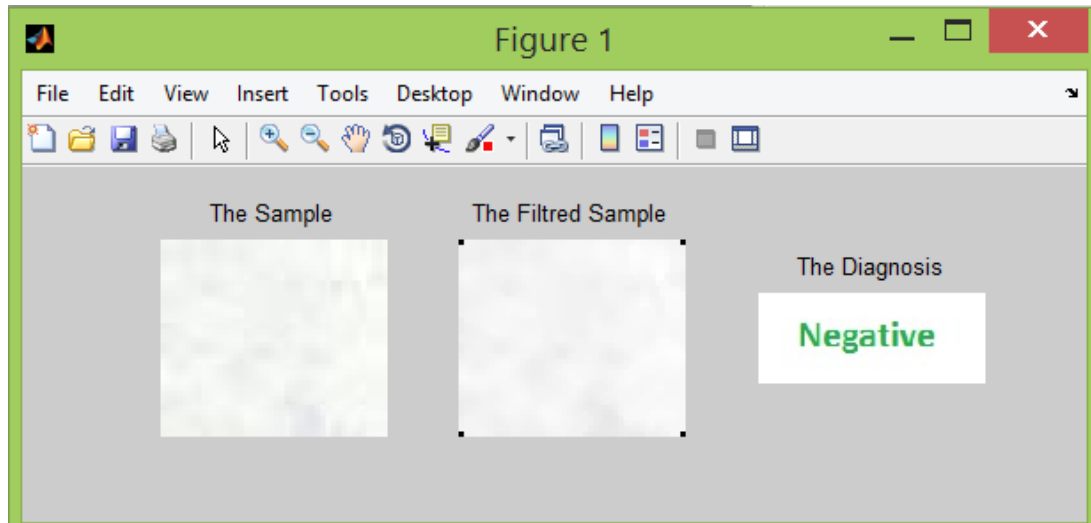 Figure 1
File Edit View Insert Tools Desktop Window Help
The Sample
The Filtred Sample
The Diagnosis
Negative